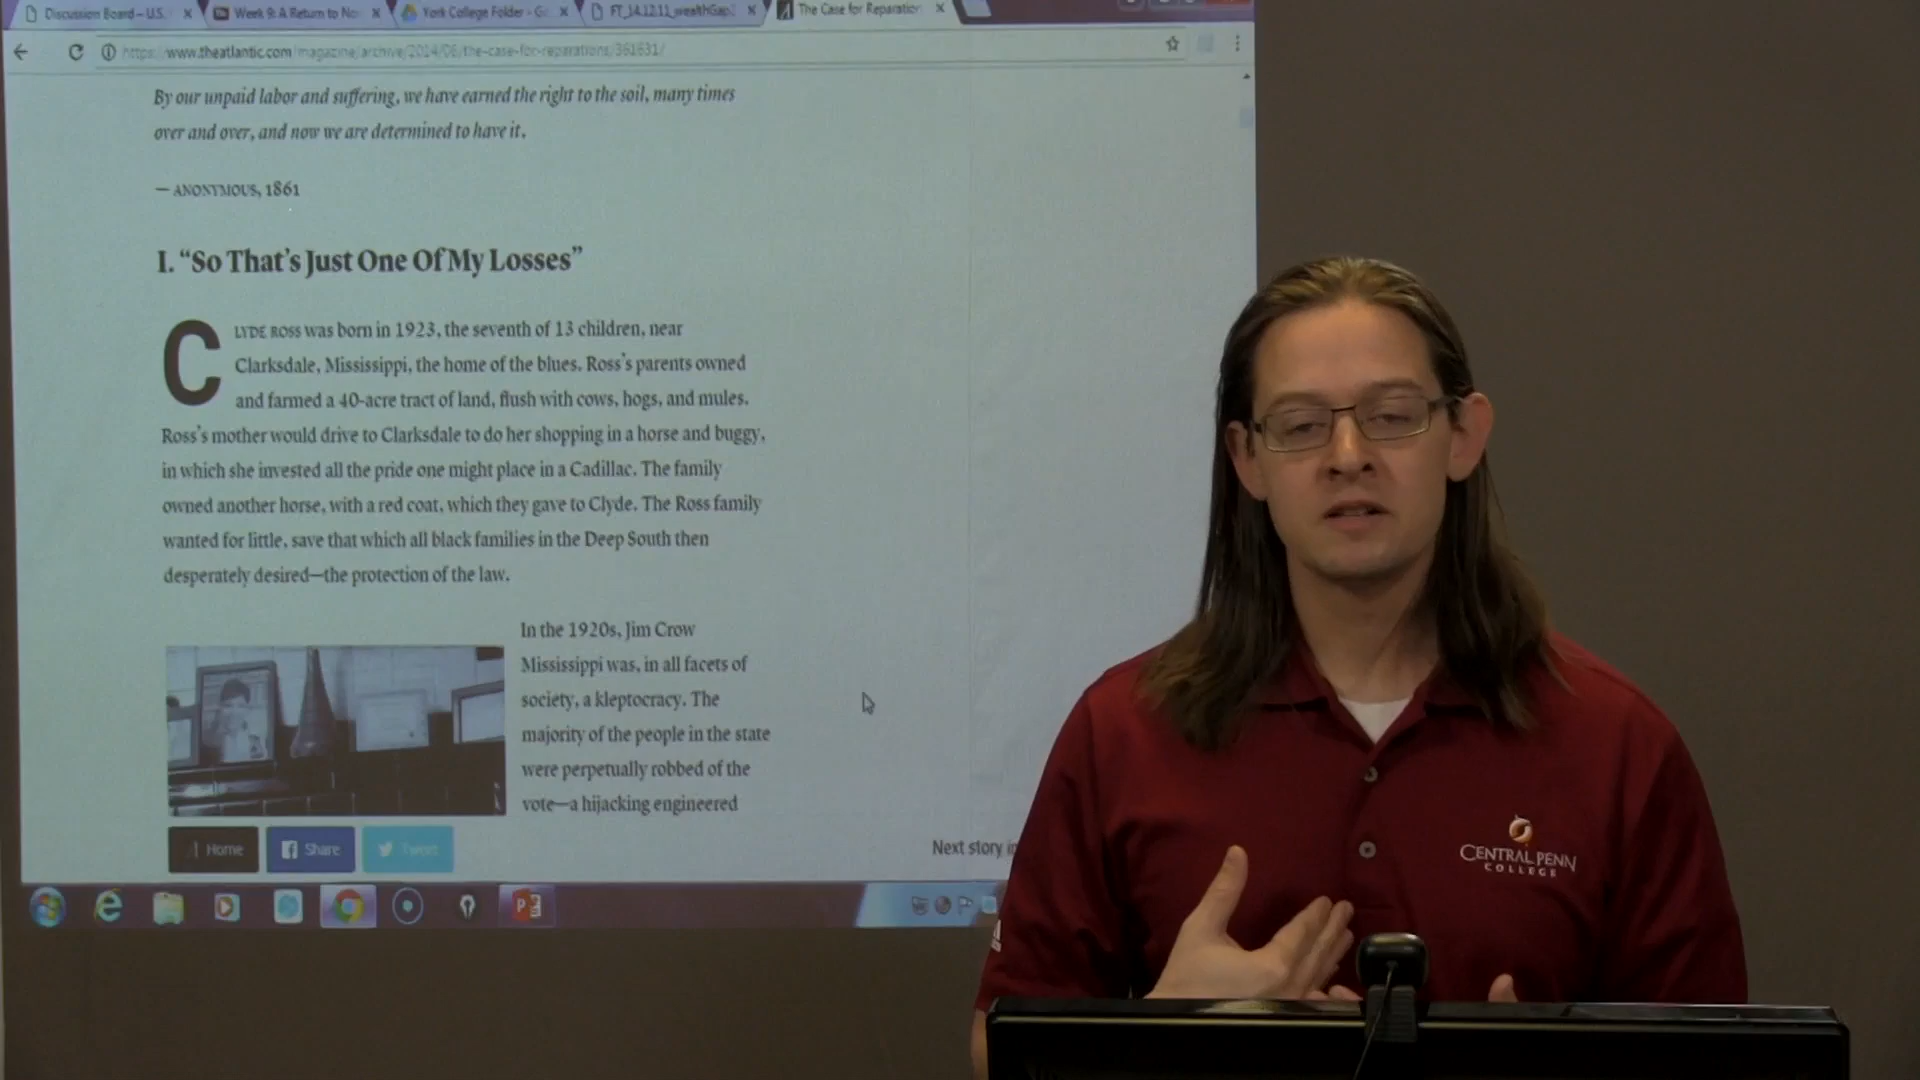 Discussion Board – U.S.
Week 9: A Return to No
York College Folder - G
FT_14.12.11_wealthGap2
The Case for Reparation
https://www.theatlantic.com/magazine/archive/2014/06/the-case-for-reparations/361631/
By our unpaid labor and suffering, we have earned the right to the soil, many times
over and over, and now we are determined to have it.
— ANONYMOUS, 1861
I. “So That’s Just One Of My Losses”
CLYDE ROSS was born in 1923, the seventh of 13 children, near
Clarksdale, Mississippi, the home of the blues. Ross’s parents owned
and farmed a 40-acre tract of land, flush with cows, hogs, and mules.
Ross’s mother would drive to Clarksdale to do her shopping in a horse and buggy,
in which she invested all the pride one might place in a Cadillac. The family
owned another horse, with a red coat, which they gave to Clyde. The Ross family
wanted for little, save that which all black families in the Deep South then
desperately desired—the protection of the law.
In the 1920s, Jim Crow
Mississippi was, in all facets of
society, a kleptocracy. The
majority of the people in the state
were perpetually robbed of the
vote—a hijacking engineered
Home
Share
Tweet
Next story in
CENTRAL PENN
COLLEGE